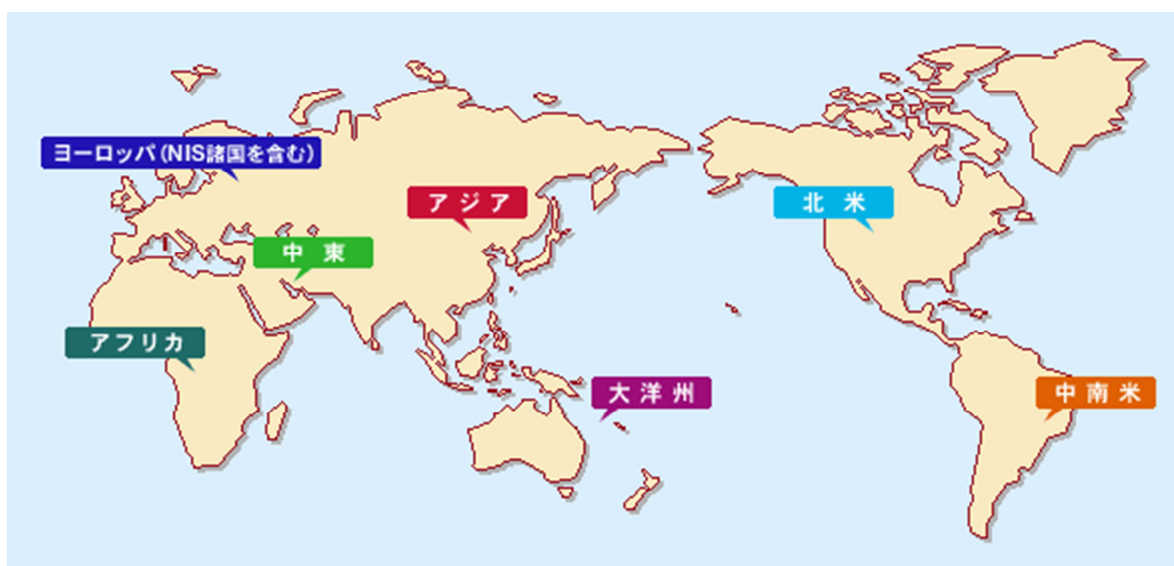 ヨーロッパ(NIS諸国を含む)
アジア
北米
中東
アフリカ
大洋州
中南米